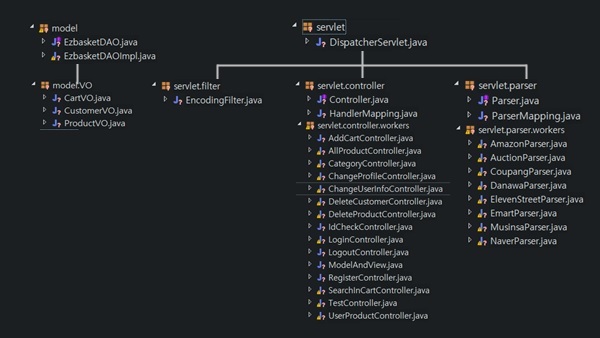 model
EzbasketDAO.java
EzbasketDAOImpl.java
model.VO
CartVO.java
CustomerVO.java
ProductVO.java
servlet
DispatcherServlet.java
servlet.filter
EncodingFilter.java
servlet.controller
Controller.java
HandlerMapping.java
servlet.controller.workers
AddCartController.java
AllProductController.java
CategoryController.java
ChangeProfileController.java
ChangeUserInfoController.java
DeleteCustomerController.java
DeleteProductController.java
IdCheckController.java
LoginController.java
LogoutController.java
ModelAndView.java
RegisterController.java
SearchInCartController.java
TestController.java
UserProductController.java
servlet.parser
Parser.java
ParserMapping.java
servlet.parser.workers
AmazonParser.java
AuctionParser.java
CoupangParser.java
DanawaParser.java
ElevenStreetParser.java
EmartParser.java
MusinsaParser.java
NaverParser.java